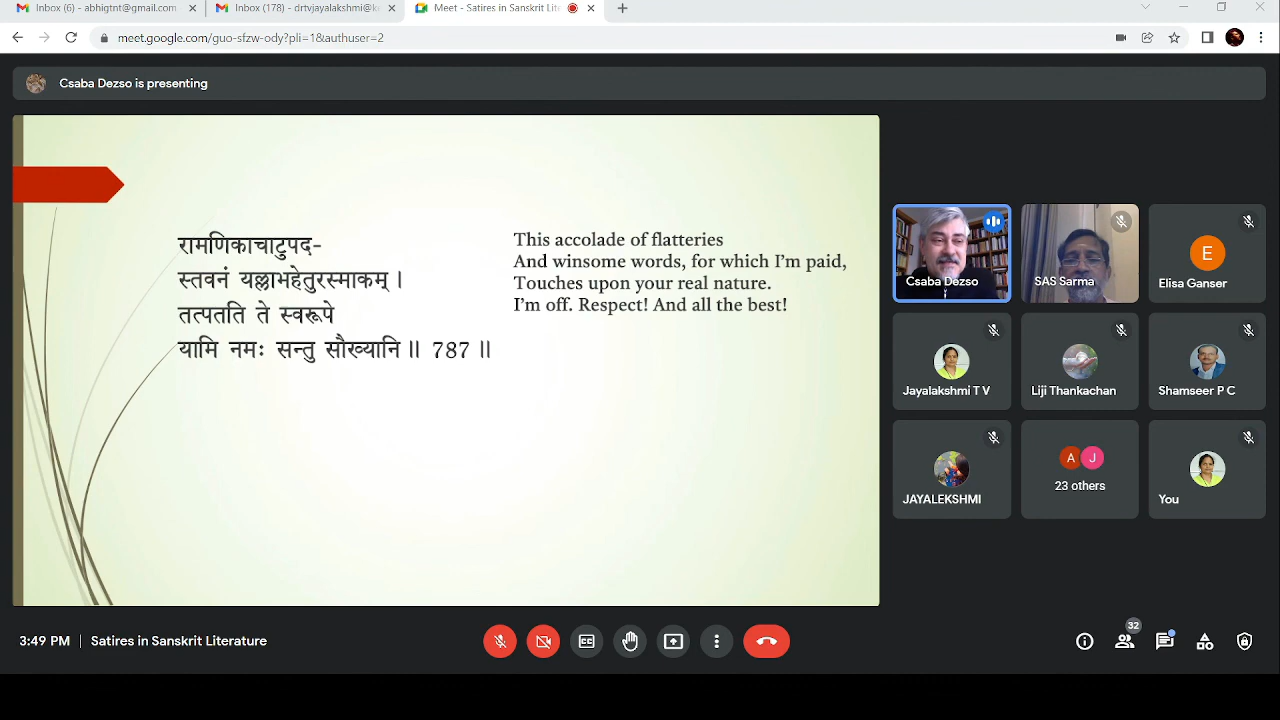 Inbox (6) - abhigtnt@gmail.com
Inbox (178) - drtvjayalakshmi@k
Meet - Satires in Sanskrit Lite
meet.google.com/guo-sfzw-ody?pli=1&authuser=2
Csaba Dezso is presenting
रामणिकाचाटुपद-
स्तवनं यल्लाभहेतुरस्माकम् ।
तत्पतति ते स्वरूपे
यामि नमः सन्तु सौख्यानि ॥ 787 ॥
This accolade of flatteries
And winsome words, for which I'm paid,
Touches upon your real nature.
I'm off. Respect! And all the best!
Csaba Dezso
SAS Sarma
E
Elisa Ganser
Jayalakshmi T V
Liji Thankachan
Shamseer P C
JAYALEKSHMI
A J
23 others
You
3:49 PM | Satires in Sanskrit Literature
CC
32